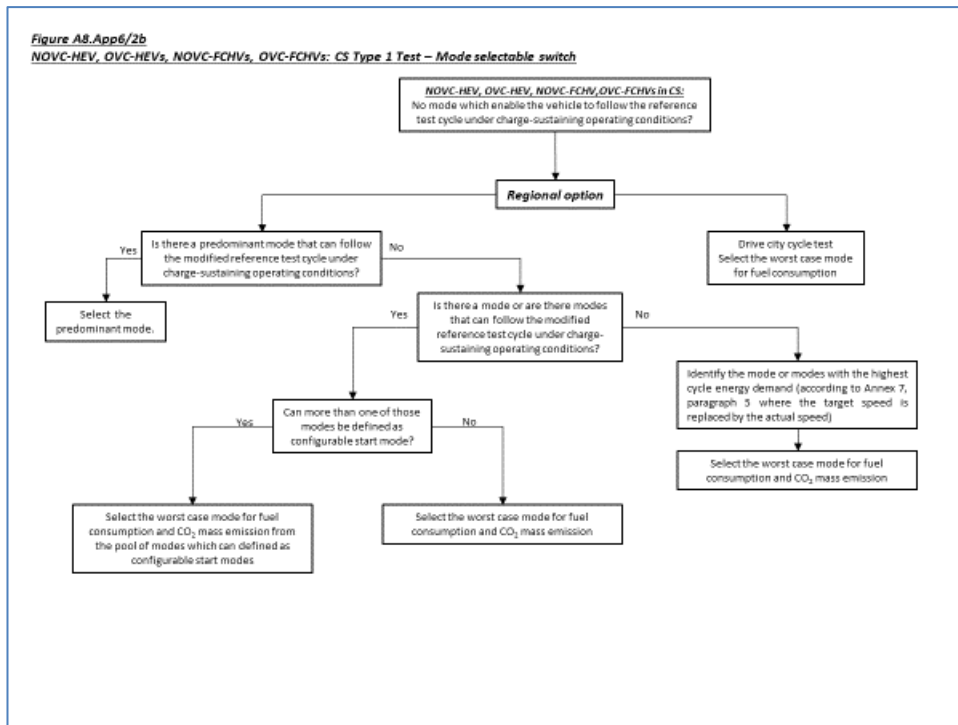 Figure A8.App6/2b
NOVC-HEV, OVC-HEVs, NOVC-FCHVs, OVC-FCHVs: CS Type 1 Test – Mode selectable switch
NOVC-HEV, OVC-HEV, NOVC-FCHV,OVC-FCHVs in CS:
No mode which enable the vehicle to follow the reference
test cycle under charge-sustaining operating conditions?
Regional option
Yes
Is there a predominant mode that can follow
the modified reference test cycle under
charge-sustaining operating conditions?
No
Drive city cycle test
Select the worst case mode
for fuel consumption
Select the
predominant mode.
Yes
Is there a mode or are there modes
that can follow the modified
reference test cycle under charge-
sustaining operating conditions?
No
Identify the mode or modes with the highest
cycle energy demand (according to Annex 7,
paragraph 5 where the target speed is
replaced by the actual speed)
Yes
Can more than one of those
modes be defined as
configurable start mode?
No
Select the worst case mode for fuel
consumption and CO₂ mass emission
Select the worst case mode for fuel
consumption and CO₂ mass emission from
the pool of modes which can defined as
configurable start modes
Select the worst case mode for fuel
consumption and CO₂ mass emission